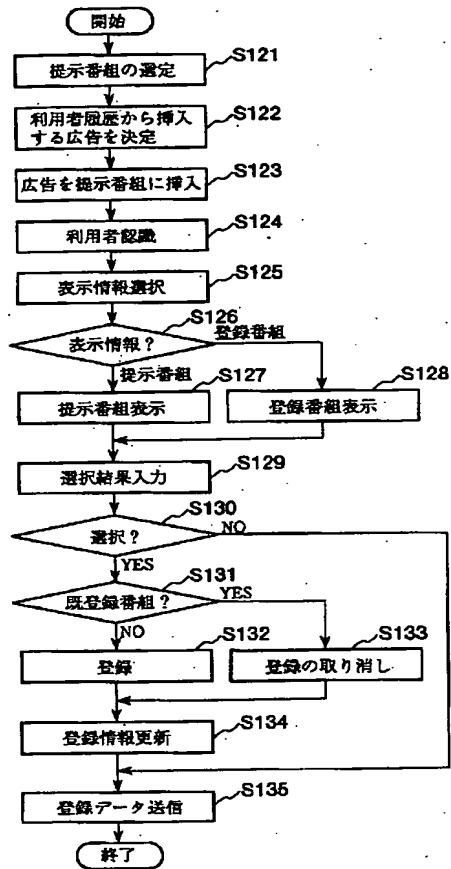 開始
S121
提示番組の選定
S122
利用者履歴から挿入
する広告を決定
S123
広告を提示番組に挿入
S124
利用者認識
S125
表示情報選択
S126
表示情報？
登録番組
提示番組
S127
提示番組表示
S128
登録番組表示
S129
選択結果入力
S130
選択？
NO
YES
S131
既登録番組？
YES
NO
S132
登録
S133
登録の取り消し
S134
登録情報更新
S135
登録データ送信
終了